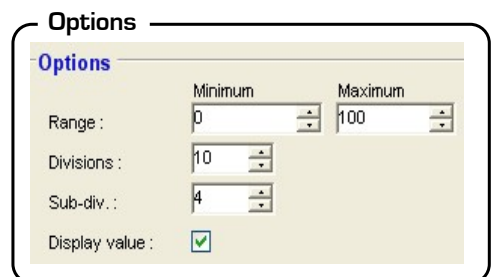 Options
Options
Minimum Maximum
Range : 0 100
Divisions : 10
Sub-div. : 4
Display value :